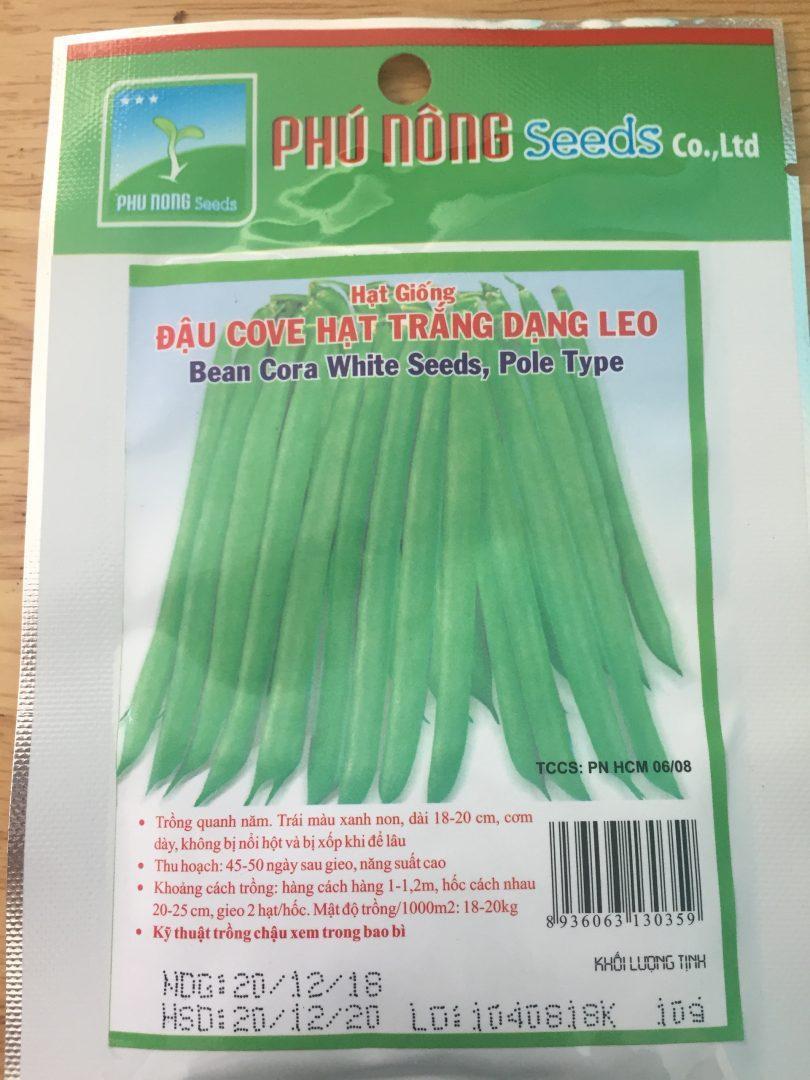 PHÚ NÔNG Seeds Co.,Ltd
PHU NONG Seeds
Hạt Giống
ĐẬU COVE HẠT TRẮNG DẠNG LEO
Bean Cora White Seeds, Pole Type
TCCS: PN HCM 06/08
• Trồng quanh năm. Trái màu xanh non, dài 18-20 cm, cơm
dày, không bị nổi hột và bị xốp khi để lâu
• Thu hoạch: 45-50 ngày sau gieo, năng suất cao
• Khoảng cách trồng: hàng cách hàng 1-1,2m, hốc cách nhau
20-25 cm, gieo 2 hạt/hốc. Mật độ trồng/1000m2: 18-20kg
• Kỹ thuật trồng chậu xem trong bao bì
8 936063 130359
KHỐI LƯỢNG TỊNH
NDG:20/12/18
HSD:20/12/20 LO:1040818K 10g